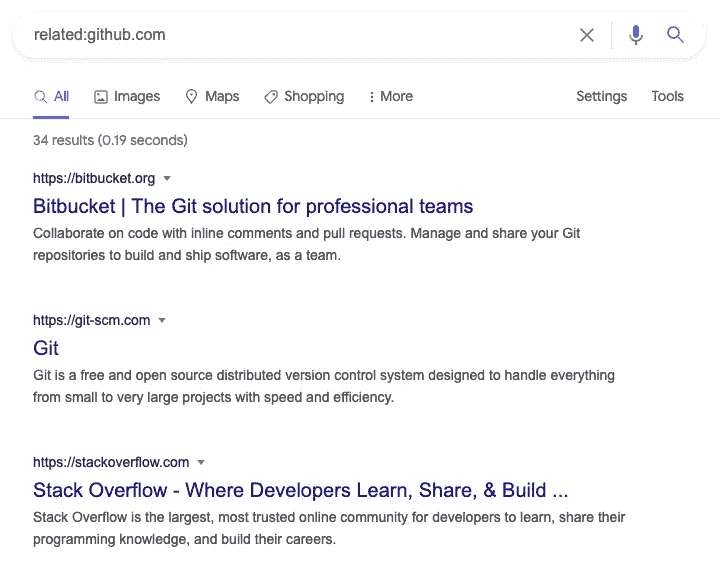 related:github.com
All Images Maps Shopping More Settings Tools
34 results (0.19 seconds)
https://bitbucket.org
Bitbucket | The Git solution for professional teams
Collaborate on code with inline comments and pull requests. Manage and share your Git
repositories to build and ship software, as a team.
https://git-scm.com
Git
Git is a free and open source distributed version control system designed to handle everything
from small to very large projects with speed and efficiency.
https://stackoverflow.com
Stack Overflow - Where Developers Learn, Share, & Build ...
Stack Overflow is the largest, most trusted online community for developers to learn, share their
programming knowledge, and build their careers.